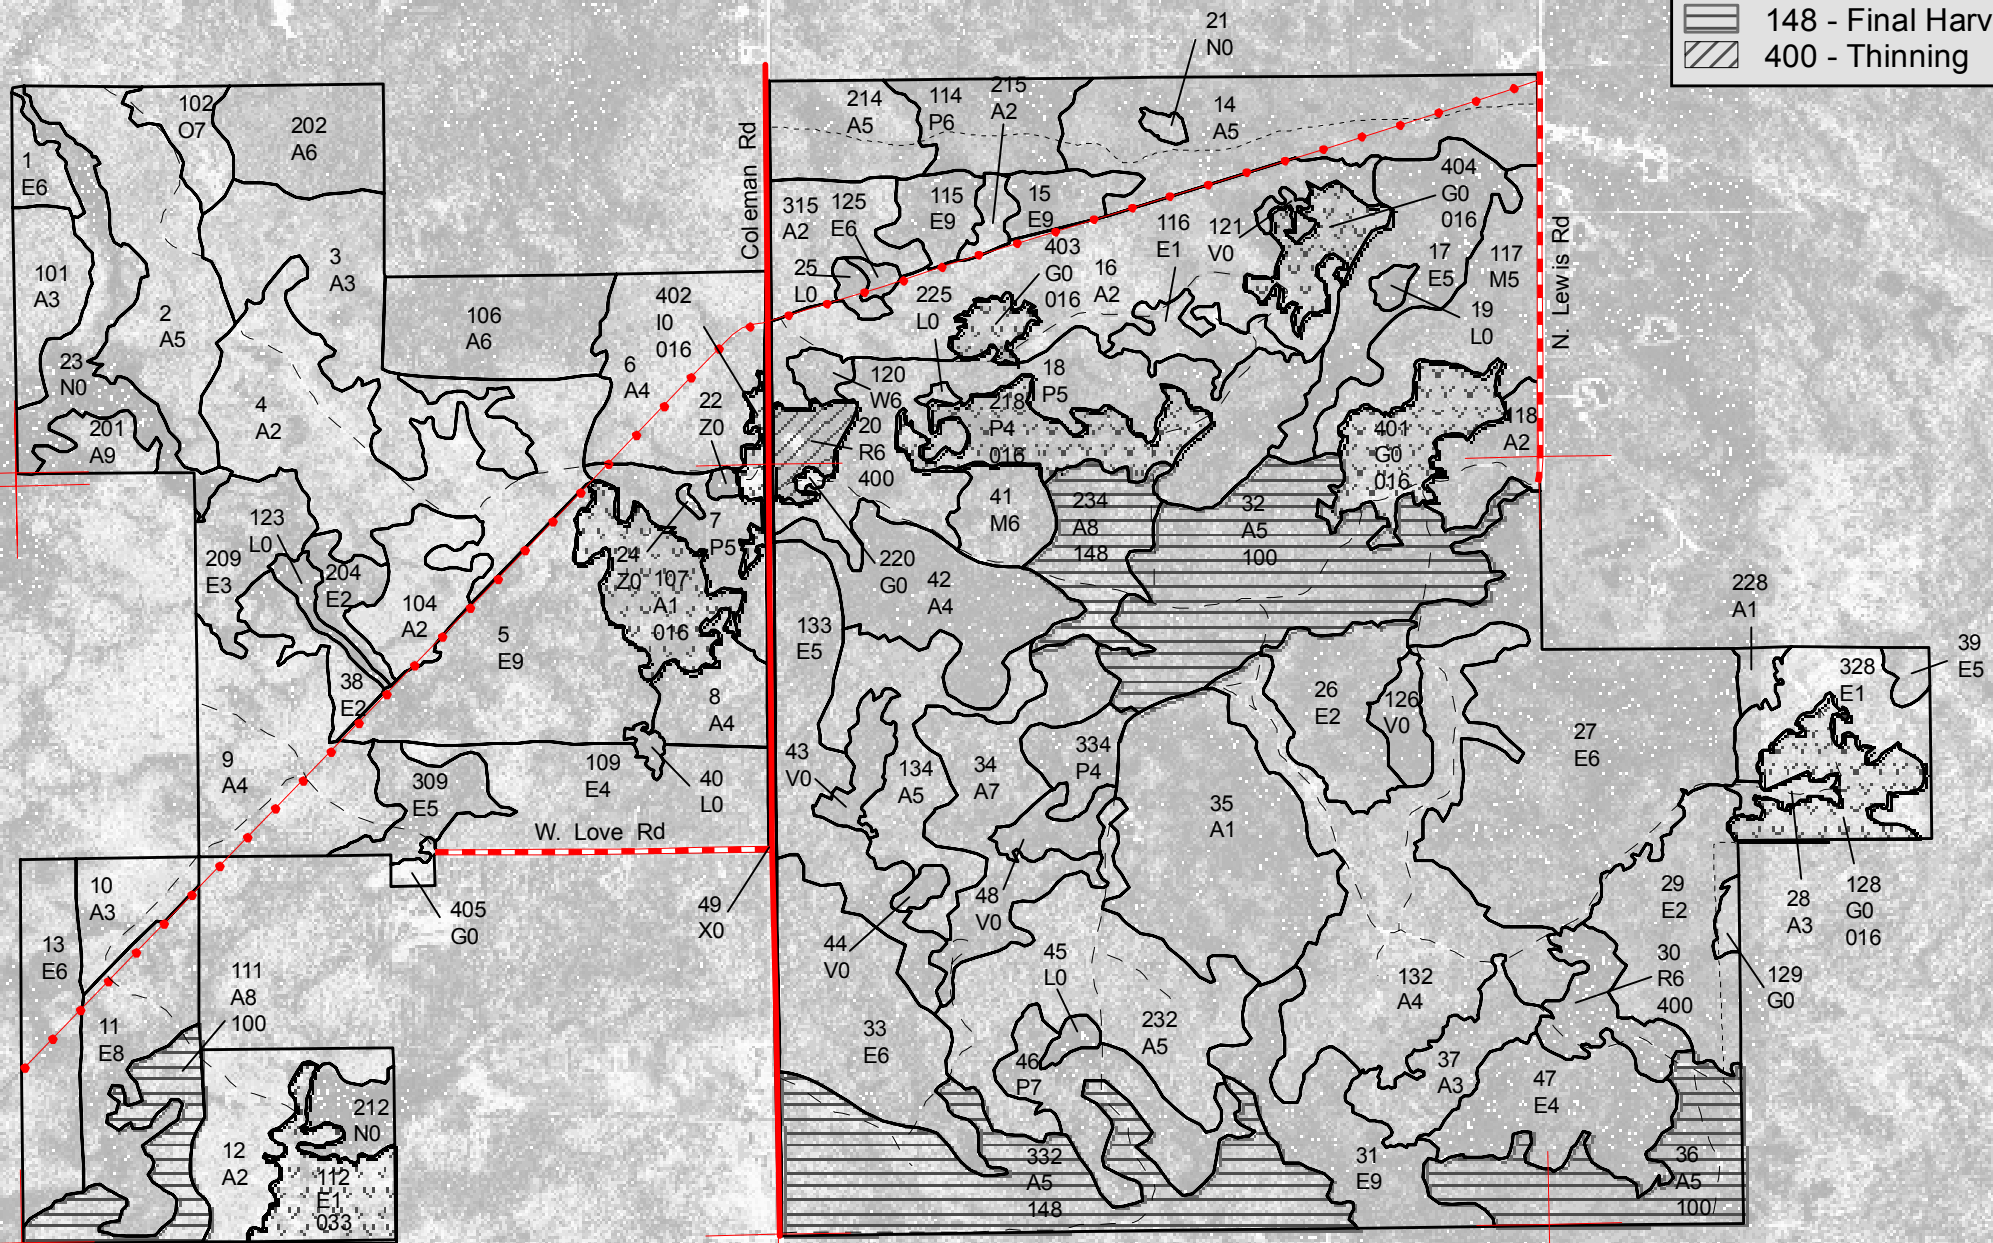 148 - Final Harv
400 - Thinning
21
N0
102
O7
202
A6
214
A5
114
P6
215
A2
14
A5
Coleman Rd
1
E6
404
G0
016
315
A2
125
E6
115
E9
15
E9
116
E1
121
V0
17
E5
117
M5
N. Lewis Rd
101
A3
3
A3
2
A5
25
L0
403
G0
016
16
A2
402
I0
016
225
L0
19
L0
106
A6
23
N0
6
A4
4
A2
201
A9
22
Z0
120
W6
18
P5
218
P4
016
20
R6
400
401
G0
016
118
A2
123
L0
209
E3
204
E2
104
A2
24
Z0
7
P5
107
A1
016
41
M6
234
A8
148
32
A5
100
220
G0
42
A4
5
E9
133
E5
228
A1
39
E5
328
E1
38
E2
8
A4
26
E2
126
V0
27
E6
9
A4
309
E5
109
E4
40
L0
43
V0
134
A5
34
A7
334
P4
35
A1
W. Love Rd
10
A3
405
G0
49
X0
48
V0
29
E2
28
A3
128
G0
016
13
E6
44
V0
45
L0
132
A4
30
R6
400
129
G0
111
A8
100
11
E8
33
E6
232
A5
46
P7
37
A3
47
E4
212
N0
12
A2
112
E1
033
332
A5
148
31
E9
36
A5
100